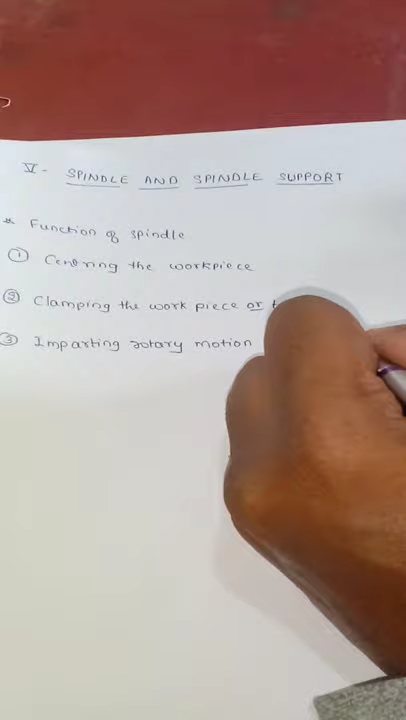 V- SPINDLE AND SPINDLE SUPPORT
* Function of spindle
① Centring the workpiece
② Clamping the work piece or
③ Imparting rotary motion